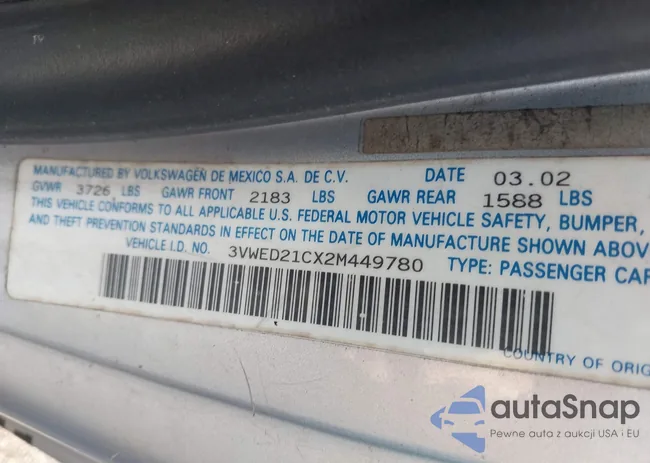 MANUFACTURED BY VOLKSWAGEN DE MEXICO S.A. DE C.V. DATE 03.02
GVWR 3726 LBS GAWR FRONT 2183 LBS GAWR REAR 1588 LBS
THIS VEHICLE CONFORMS TO ALL APPLICABLE U.S. FEDERAL MOTOR VEHICLE SAFETY, BUMPER,
AND THEFT PREVENTION STANDARDS IN EFFECT ON THE DATE OF MANUFACTURE SHOWN ABOV
VEHICLE I.D. NO. 3VWED21CX2M449780 TYPE: PASSENGER CAR
COUNTRY OF ORIG
autoSnap
Pewne auta z aukcji USA i EU